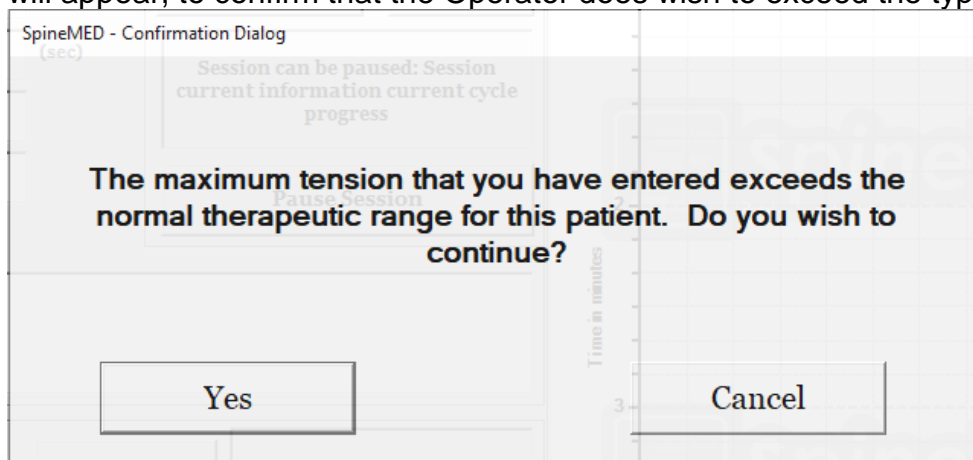 will appear, to confirm that the Operator does wish to exceed the typ
SpineMED - Confirmation Dialog
(sec)
Session can be paused: Session
current information current cycle
progress
The maximum tension that you have entered exceeds the
Pause Session
normal therapeutic range for this patient.  Do you wish to
continue?
2
Time in minutes
Yes
Cancel
3
Spine